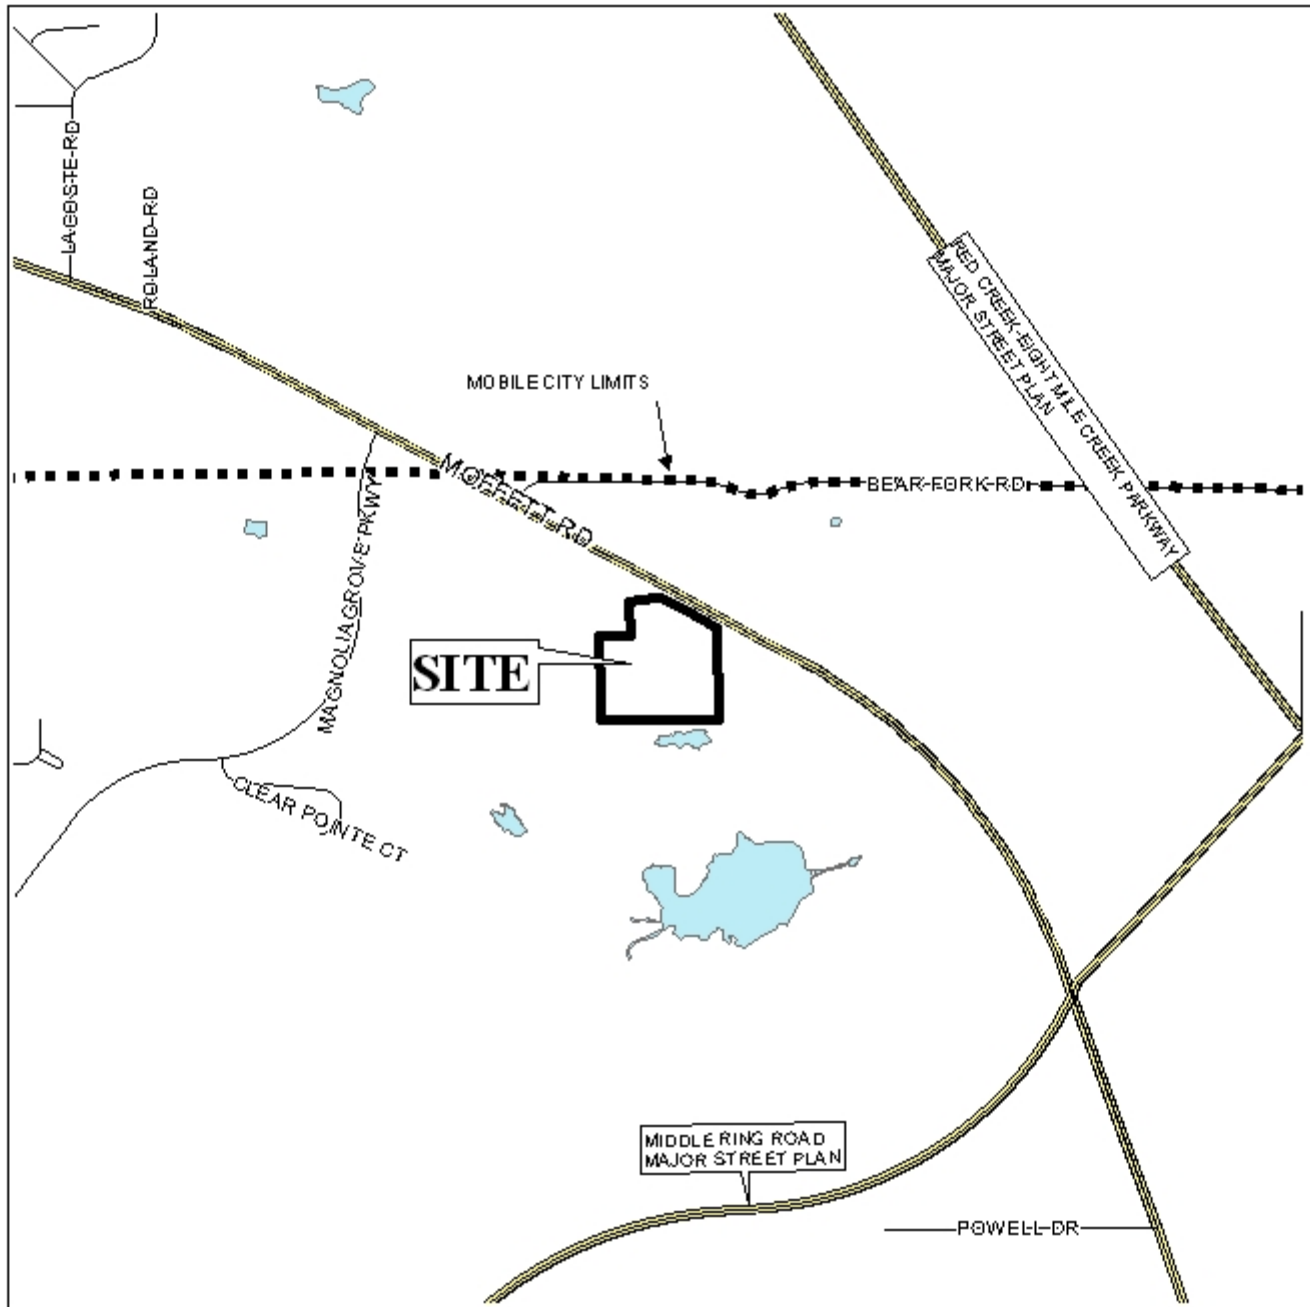 LACOSTE RD
ROLAND RD
RED CREEK-EIGHT MILE CREEK PARKWAY
MAJOR STREET PLAN
MOBILE CITY LIMITS
MOFFETT RD
BEAR FORK RD
MAGNOLIA GROVE PKWY
SITE
CLEAR POINTE CT
MIDDLE RING ROAD
MAJOR STREET PLAN
POWELL DR